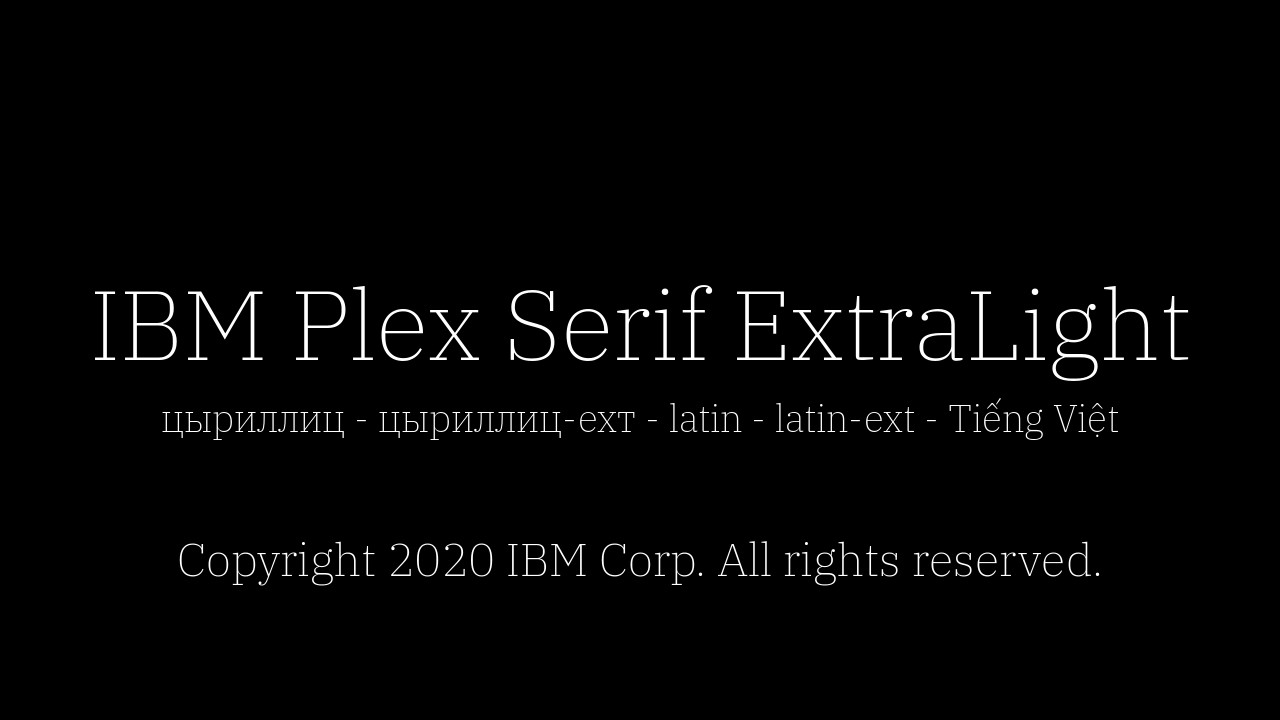 IBM Plex Serif ExtraLight
цыриллиц - цыриллиц-ехт - latin - latin-ext - Tiếng Việt
Copyright 2020 IBM Corp. All rights reserved.